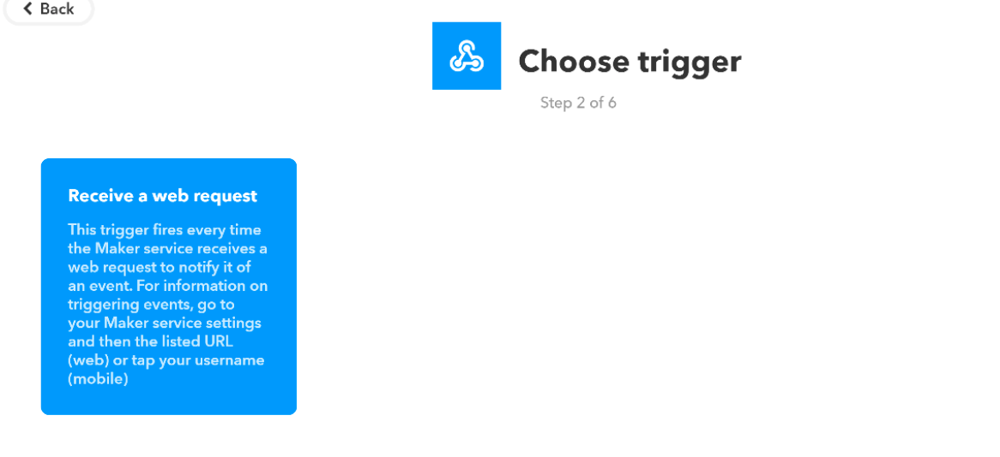 Back
Choose trigger
Step 2 of 6
Receive a web request
This trigger fires every time
the Maker service receives a
web request to notify it of
an event. For information on
triggering events, go to
your Maker service settings
and then the listed URL
(web) or tap your username
(mobile)